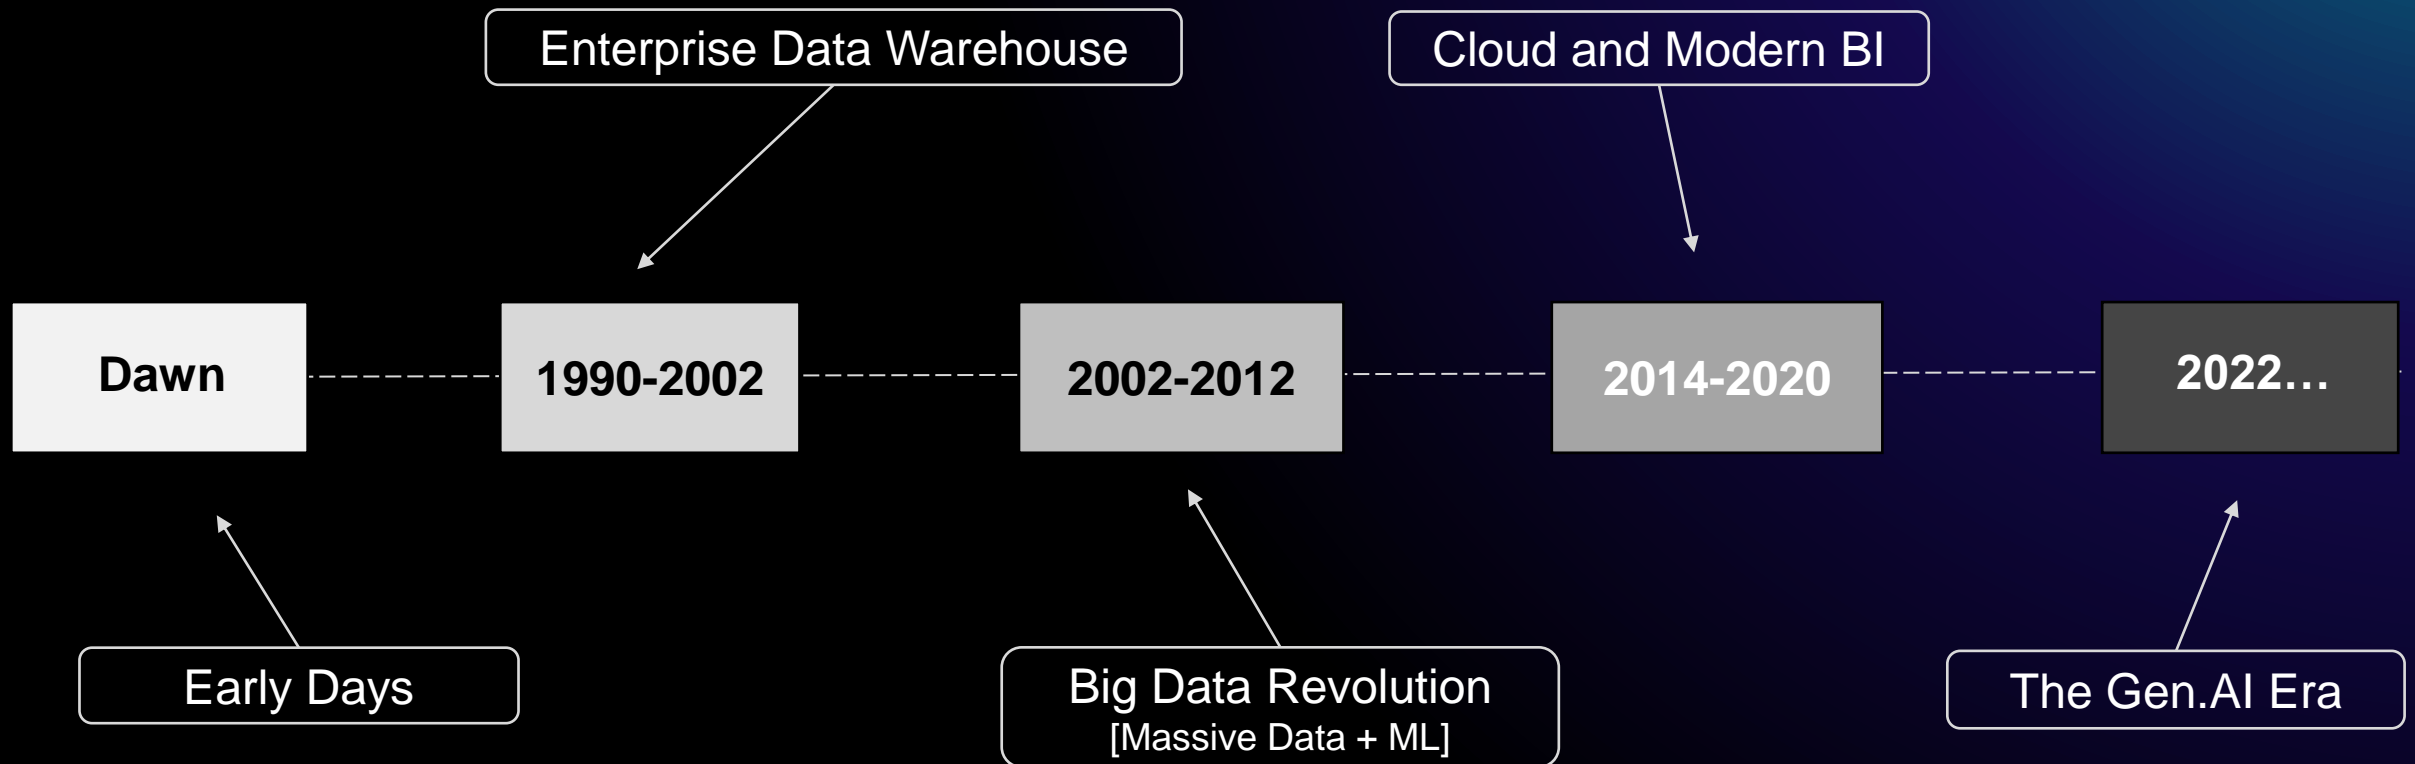 Enterprise Data Warehouse
Cloud and Modern BI
Dawn
1990-2002
2002-2012
2014-2020
2022...
Early Days
Big Data Revolution
[Massive Data + ML]
The Gen.AI Era